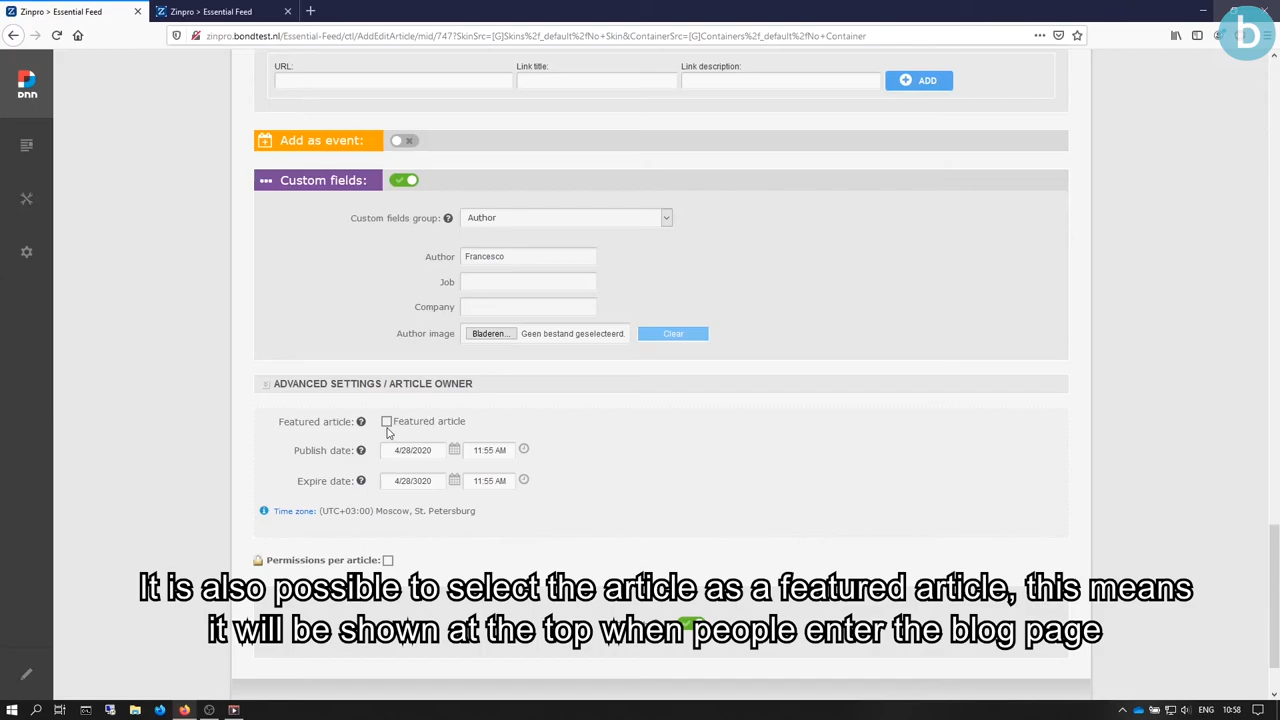 Zinpro > Essential Feed
Zinpro > Essential Feed
zinpro.bondtest.nl/Essential-Feed/ctl/AddEditArticle/mid/747?SkinSrc=[G]Skins%2f_default%2fNo+Skin&ContainerSrc=[G]Containers%2f_default%2fNo+Container
b
dnn
URL: Link title: Link description:
ADD
Add as event:
Custom fields:
Custom fields group: Author
Author Francesco
Job
Company
Author image Bladeren... Geen bestand geselecteerd. Clear
ADVANCED SETTINGS / ARTICLE OWNER
Featured article: Featured article
Publish date: 4/28/2020 11:55 AM
Expire date: 4/28/3020 11:55 AM
Time zone: (UTC+03:00) Moscow, St. Petersburg
Permissions per article:
It is also possible to select the article as a featured article, this means
it will be shown at the top when people enter the blog page
ENG 10:58